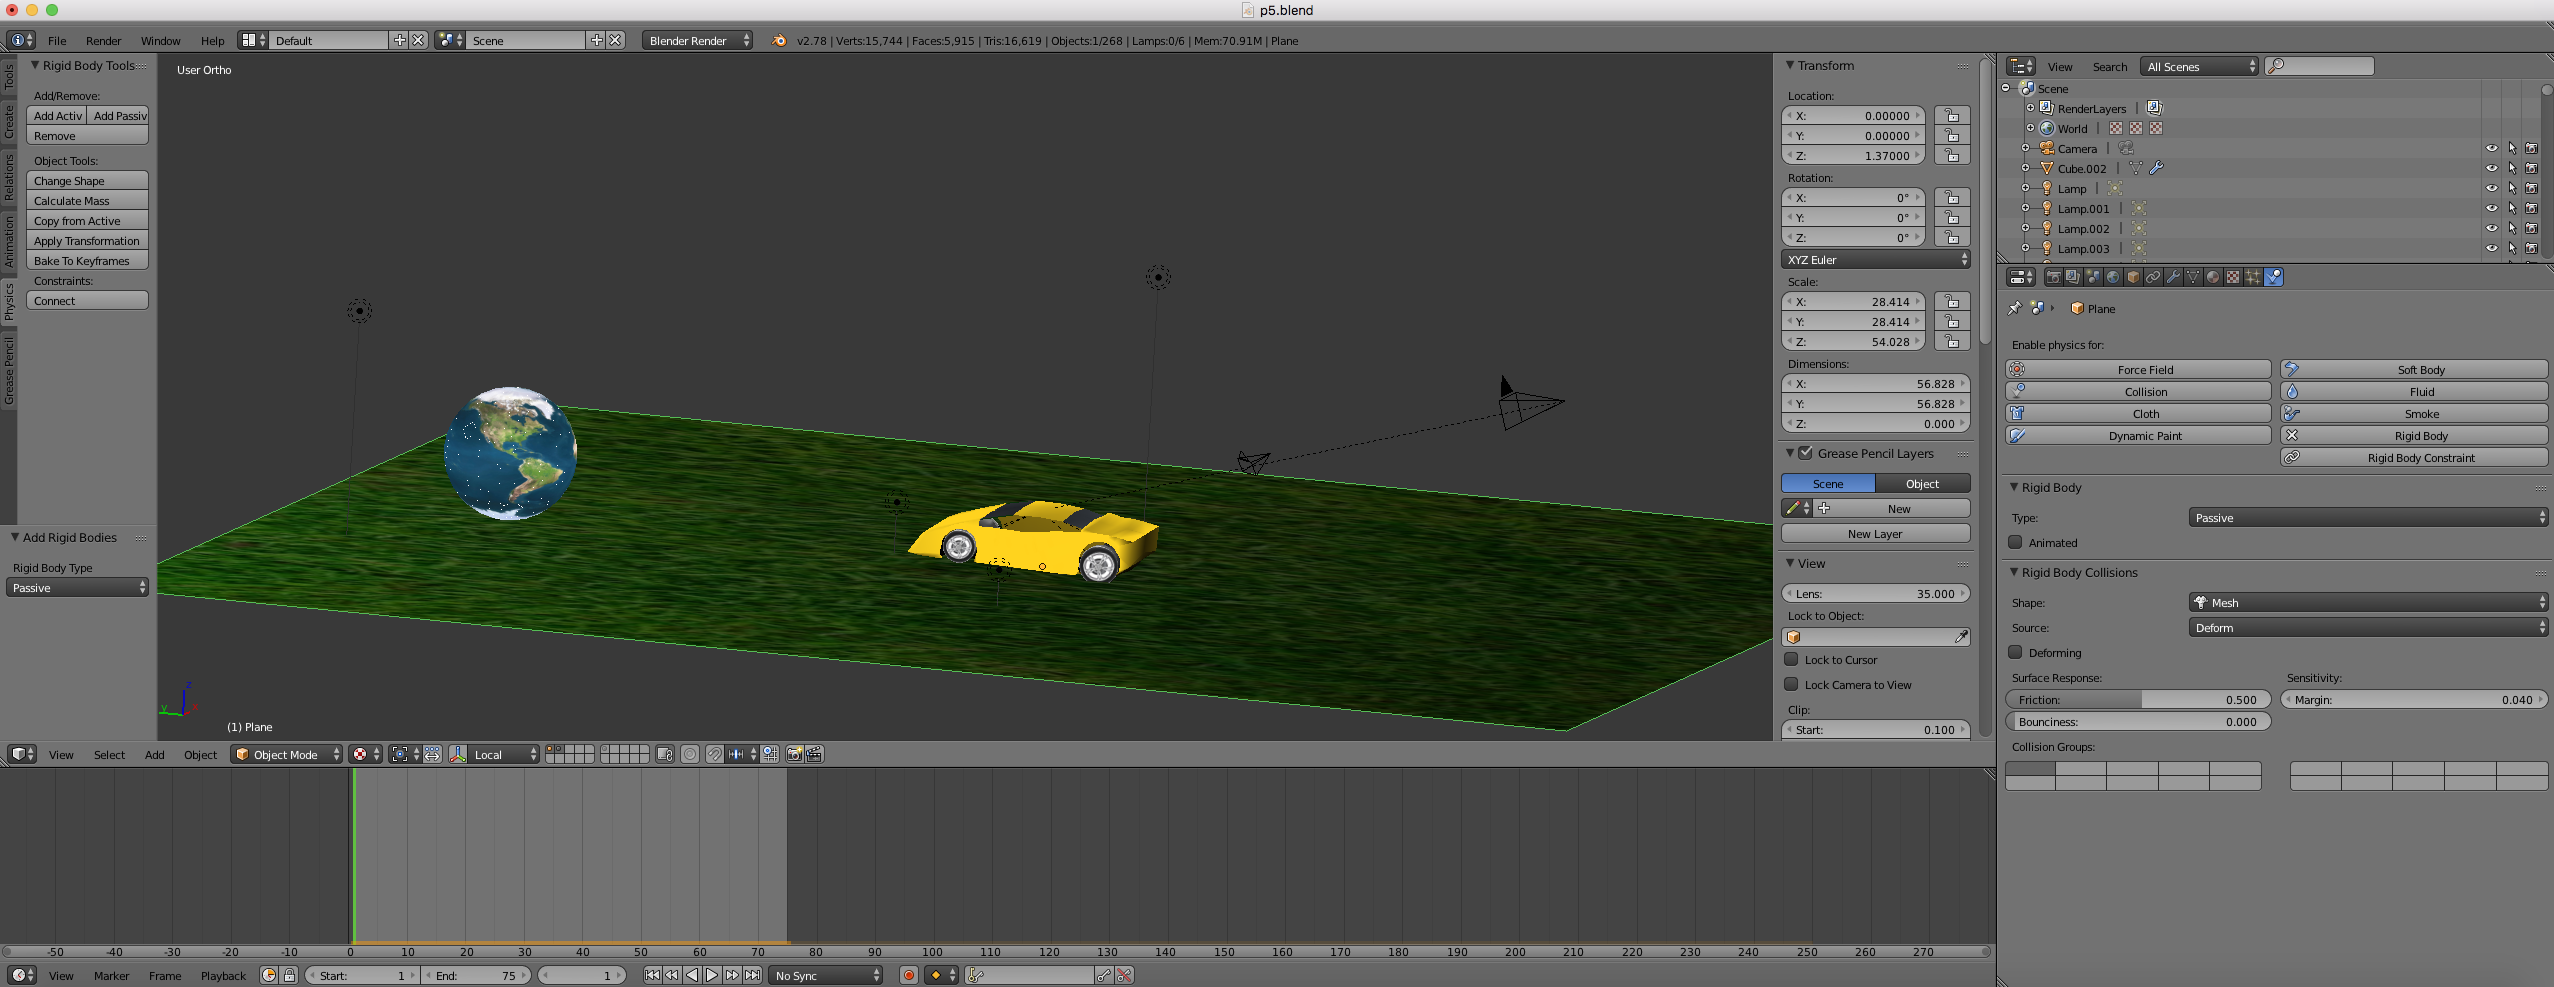 p5.blend
File Render Window Help Default Scene Blender Render v2.78 | Verts:15,744 | Faces:5,915 | Tris:16,619 | Objects:1/268 | Lamps:0/6 | Mem:70.91M | Plane
Tools
Create
Relations
Animation
Physics
Grease Pencil
Rigid Body Tools
Add/Remove:
Add Activ Add Passiv
Remove
Object Tools:
Change Shape
Calculate Mass
Copy from Active
Apply Transformation
Bake To Keyframes
Constraints:
Connect
Add Rigid Bodies
Rigid Body Type
Passive
User Ortho
z
y
(1) Plane
Transform
Location:
X: 0.00000
Y: 0.00000
Z: 1.37000
Rotation:
X: 0°
Y: 0°
Z: 0°
XYZ Euler
Scale:
X: 28.414
Y: 28.414
Z: 54.028
Dimensions:
X: 56.828
Y: 56.828
Z: 0.000
Grease Pencil Layers
Scene Object
New
New Layer
View
Lens: 35.000
Lock to Object:
Lock to Cursor
Lock Camera to View
Clip:
Start: 0.100
View Select Add Object Object Mode Local
-50 -40 -30 -20 -10 0 10 20 30 40 50 60 70 80 90 100 110 120 130 140 150 160 170 180 190 200 210 220 230 240 250 260 270
View Marker Frame Playback Start: 1 End: 75 1 No Sync
View Search All Scenes
Scene
RenderLayers |
World |
Camera |
Cube.002 |
Lamp |
Lamp.001 |
Lamp.002 |
Lamp.003 |
Plane
Enable physics for:
Force Field Soft Body
Collision Fluid
Cloth Smoke
Dynamic Paint Rigid Body
Rigid Body Constraint
Rigid Body
Type: Passive
Animated
Rigid Body Collisions
Shape: Mesh
Source: Deform
Deforming
Surface Response: Sensitivity:
Friction: 0.500 Margin: 0.040
Bounciness: 0.000
Collision Groups: